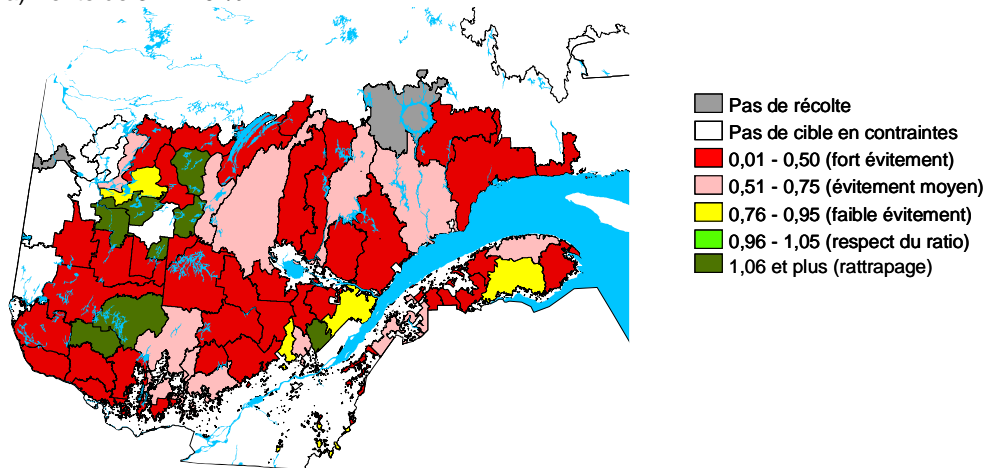 Pas de récolte
Pas de cible en contraintes
0,01 - 0,50 (fort évitement)
0,51 - 0,75 (évitement moyen)
0,76 - 0,95 (faible évitement)
0,96 - 1,05 (respect du ratio)
1,06 et plus (rattrapage)